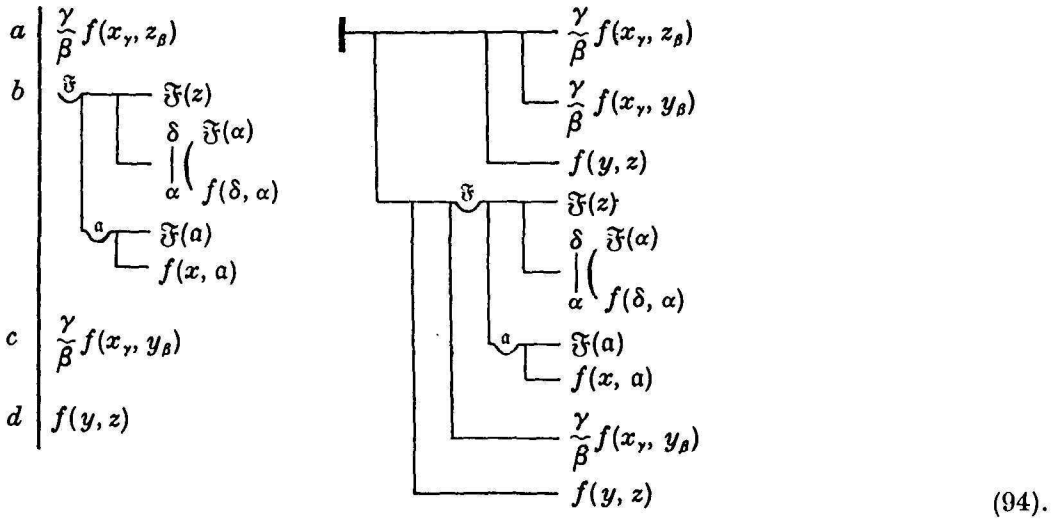 a γ/β̃ f(x_γ, z_β)
b 𝔉 𝔉(z)
δ/α ( 𝔉(α) f(δ, α)
𝔞 𝔉(𝔞)
f(x, 𝔞)
c γ/β̃ f(x_γ, y_β)
d f(y, z)
γ/β̃ f(x_γ, z_β)
γ/β̃ f(x_γ, y_β)
f(y, z)
𝔉 𝔉(z)
δ/α ( 𝔉(α) f(δ, α)
𝔞 𝔉(𝔞)
f(x, 𝔞)
γ/β̃ f(x_γ, y_β)
f(y, z)
(94).